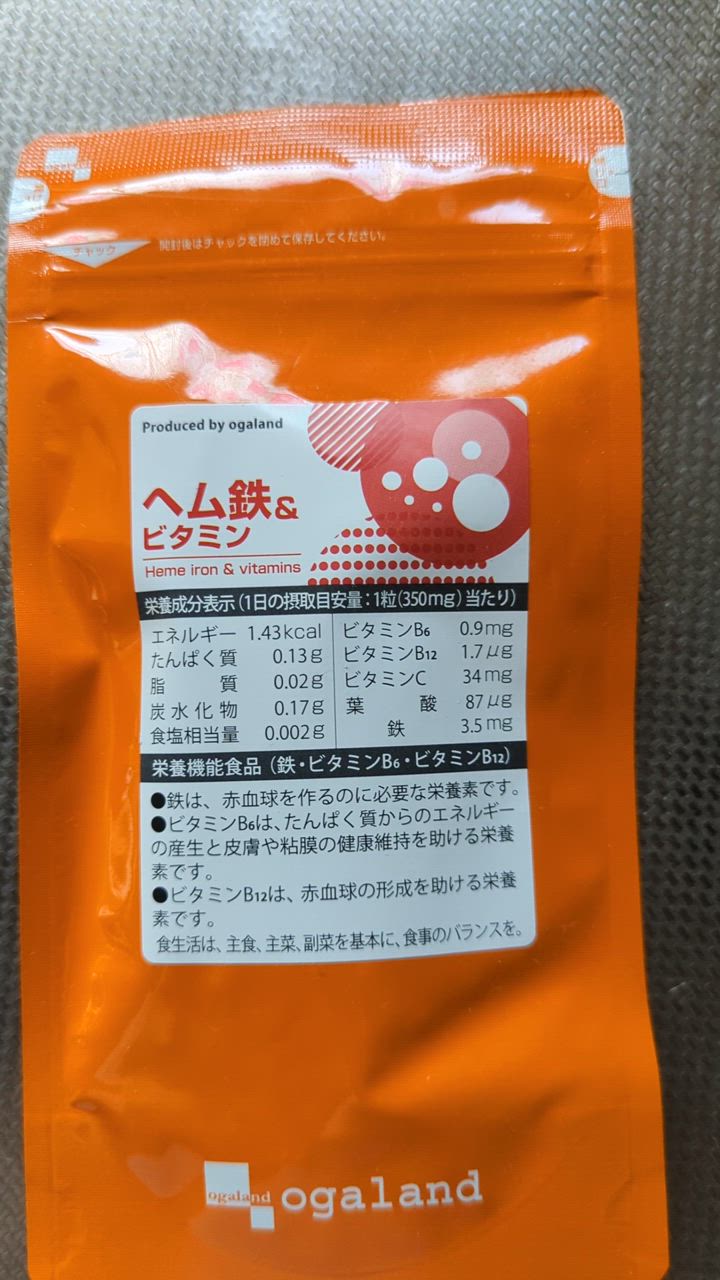 チャック
開封後はチャックを閉めて保存してください。
Produced by ogaland
ヘム鉄&
ビタミン
Heme iron & vitamins
栄養成分表示(1日の摂取目安量:1粒(350mg)当たり)
エネルギー 1.43kcal
たんぱく質 0.13g
脂質 0.02g
炭水化物 0.17g
食塩相当量 0.002g
ビタミンB6 0.9mg
ビタミンB12 1.7μg
ビタミンC 34mg
葉酸 87μg
鉄 3.5mg
栄養機能食品(鉄・ビタミンB6・ビタミンB12)
●鉄は、赤血球を作るのに必要な栄養素です。
●ビタミンB6は、たんぱく質からのエネルギー
の産生と皮膚や粘膜の健康維持を助ける栄養
素です。
●ビタミンB12は、赤血球の形成を助ける栄養
素です。
食生活は、主食、主菜、副菜を基本に、食事のバランスを。
ogaland ogaland